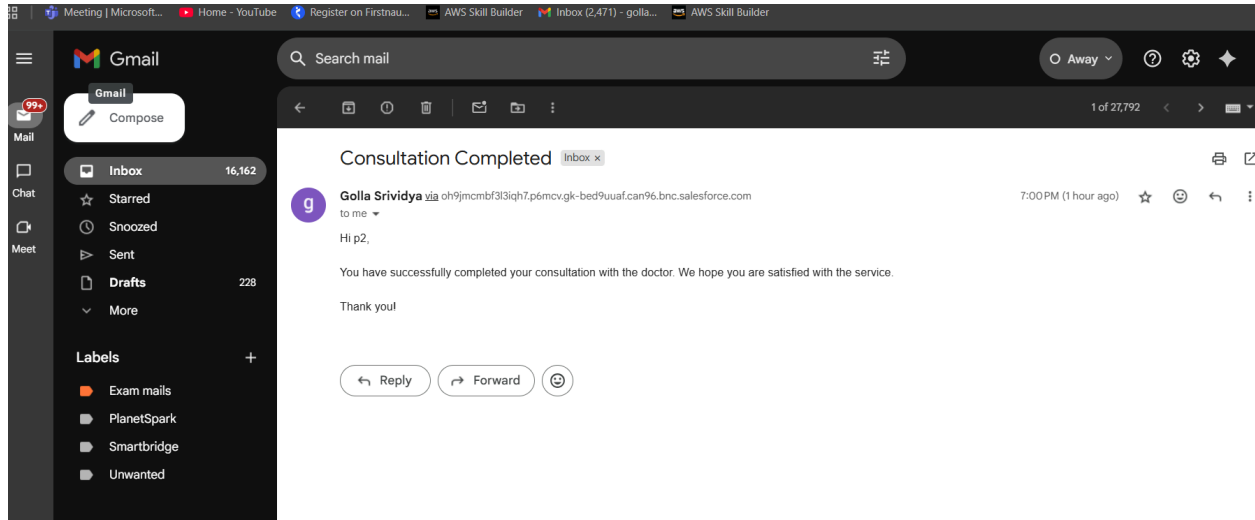 Meeting | Microsoft...
Home - YouTube
Register on Firstnau...
AWS Skill Builder
Inbox (2,471) - golla...
AWS Skill Builder
Gmail
Search mail
Away
Gmail
99+
Compose
1 of 27,792
Mail
Consultation Completed
Inbox ×
Inbox 16,162
Chat
Starred
g
Golla Srividya via oh9jmcmbf3l3iqh7.p6mcv.gk-bed9uuaf.can96.bnc.salesforce.com
7:00 PM (1 hour ago)
to me
Snoozed
Hi p2,
Meet
Sent
You have successfully completed your consultation with the doctor. We hope you are satisfied with the service.
Drafts 228
Thank you!
More
Labels +
Reply
Forward
Exam mails
PlanetSpark
Smartbridge
Unwanted